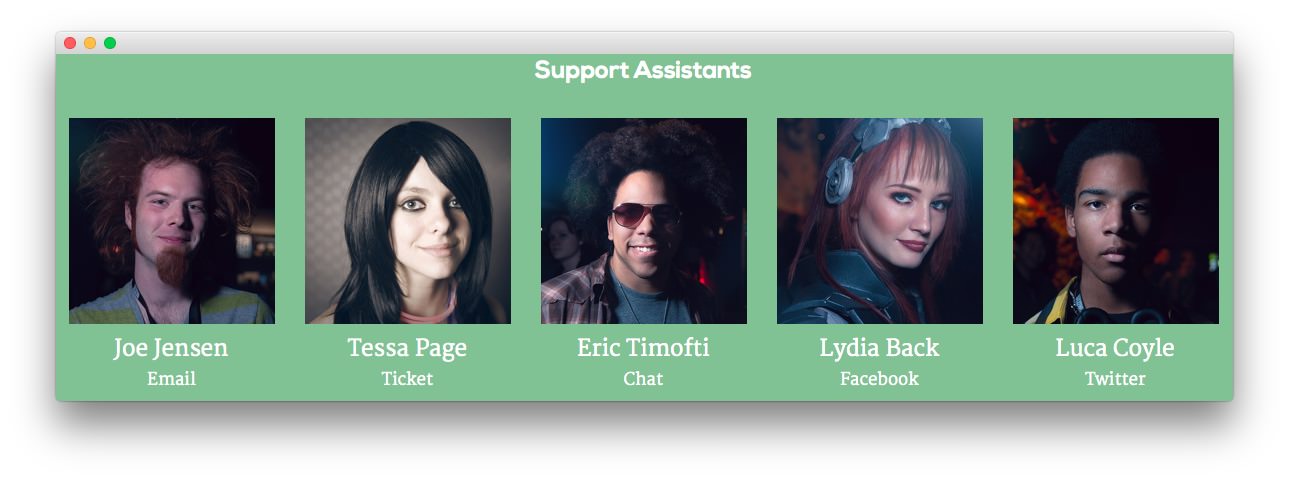 Support Assistants
Joe Jensen
Email
Tessa Page
Ticket
Eric Timofti
Chat
Lydia Back
Facebook
Luca Coyle
Twitter